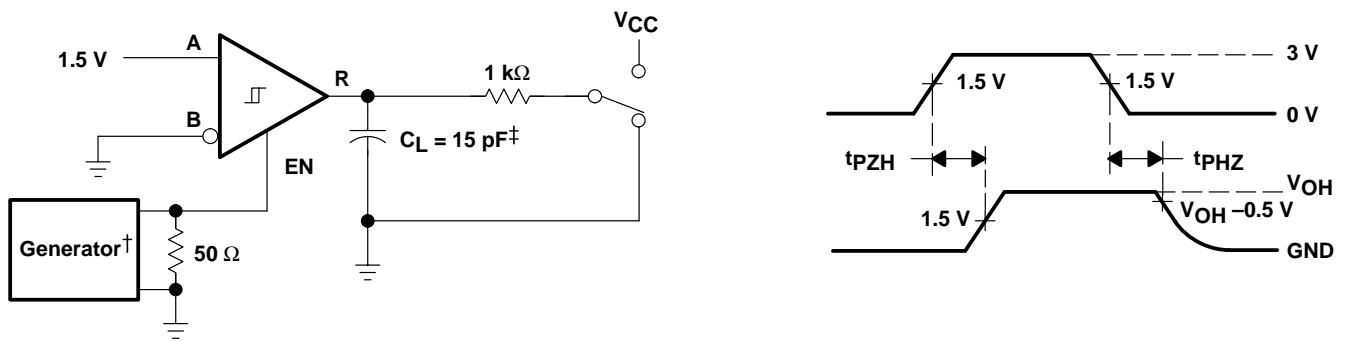 VCC
A
1.5 V
R
1 kΩ
B
CL = 15 pF‡
EN
Generator†
50 Ω
3 V
1.5 V
1.5 V
0 V
tPZH
tPHZ
VOH
1.5 V
VOH –0.5 V
GND